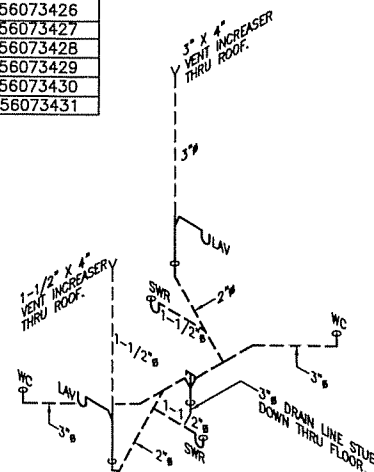 56073426
56073427
56073428
56073429
56073430
56073431
3" X 4"
VENT INCREASER
THRU ROOF.
3"ø
LAV
1-1/2" X 4"
VENT INCREASER
THRU ROOF.
SWR
2"ø
1-1/2"ø
WC
1-1/2"ø
3"ø
WC
LAV
3"ø
1-1/2"ø
2"ø
SWR
3"ø DRAIN LINE STUB
DOWN THRU FLOOR.